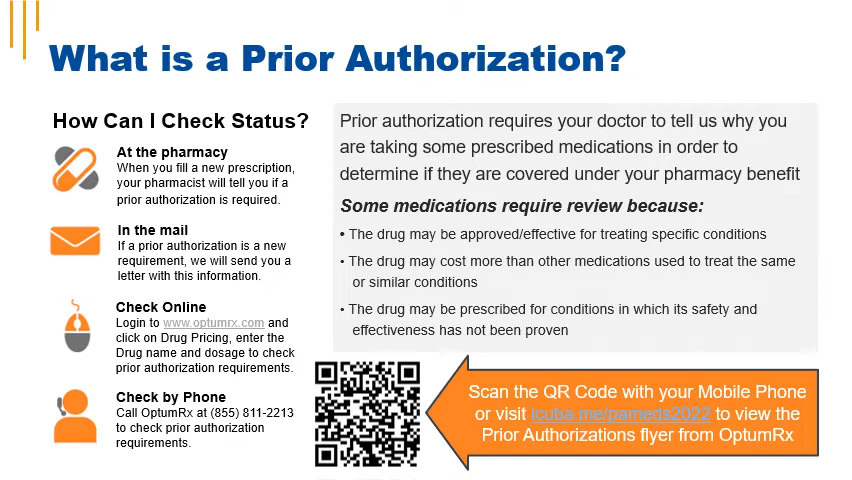 What is a Prior Authorization?
How Can I Check Status?
At the pharmacy
When you fill a new prescription,
your pharmacist will tell you if a
prior authorization is required.
In the mail
If a prior authorization is a new
requirement, we will send you a
letter with this information.
Check Online
Login to www.optumrx.com and
click on Drug Pricing, enter the
Drug name and dosage to check
prior authorization requirements.
Check by Phone
Call OptumRx at (855) 811-2213
to check prior authorization
requirements.
Prior authorization requires your doctor to tell us why you
are taking some prescribed medications in order to
determine if they are covered under your pharmacy benefit
Some medications require review because:
• The drug may be approved/effective for treating specific conditions
• The drug may cost more than other medications used to treat the same
or similar conditions
• The drug may be prescribed for conditions in which its safety and
effectiveness has not been proven
Scan the QR Code with your Mobile Phone
or visit icuba.me/pameds2022 to view the
Prior Authorizations flyer from OptumRx